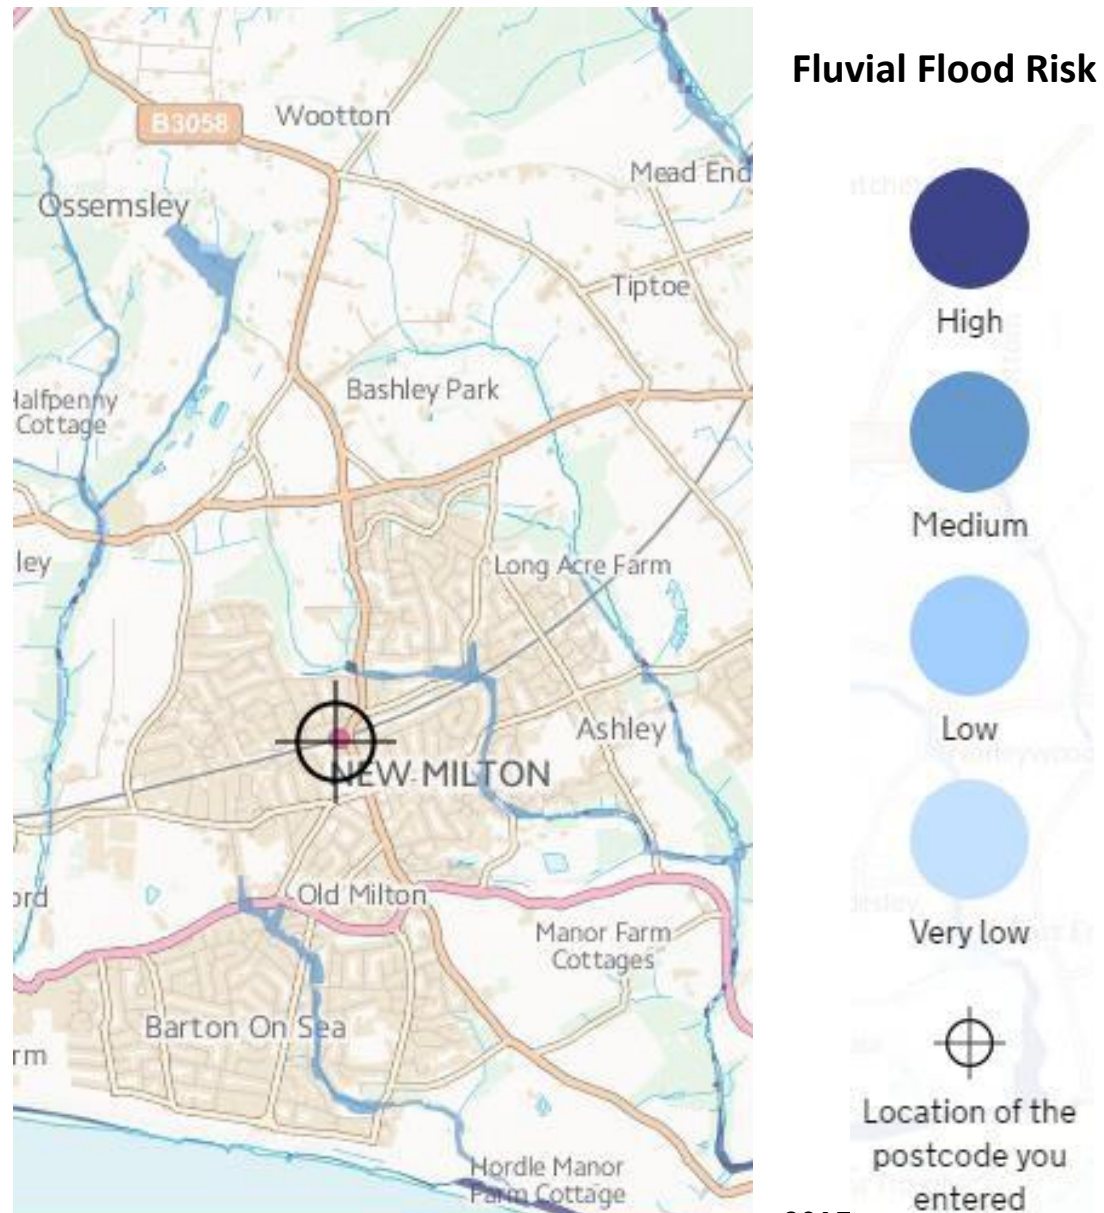 Fluvial Flood Risk
B3058
Wootton
Mead End
Ossemsley
Tiptoe
Halfpenny
Cottage
Bashley Park
ley
Long Acre Farm
Ashley
NEW MILTON
ord
Old Milton
Manor Farm
Cottages
Barton On Sea
rm
Hordle Manor
Farm Cottage
High
Medium
Low
Very low
Location of the
postcode you
entered